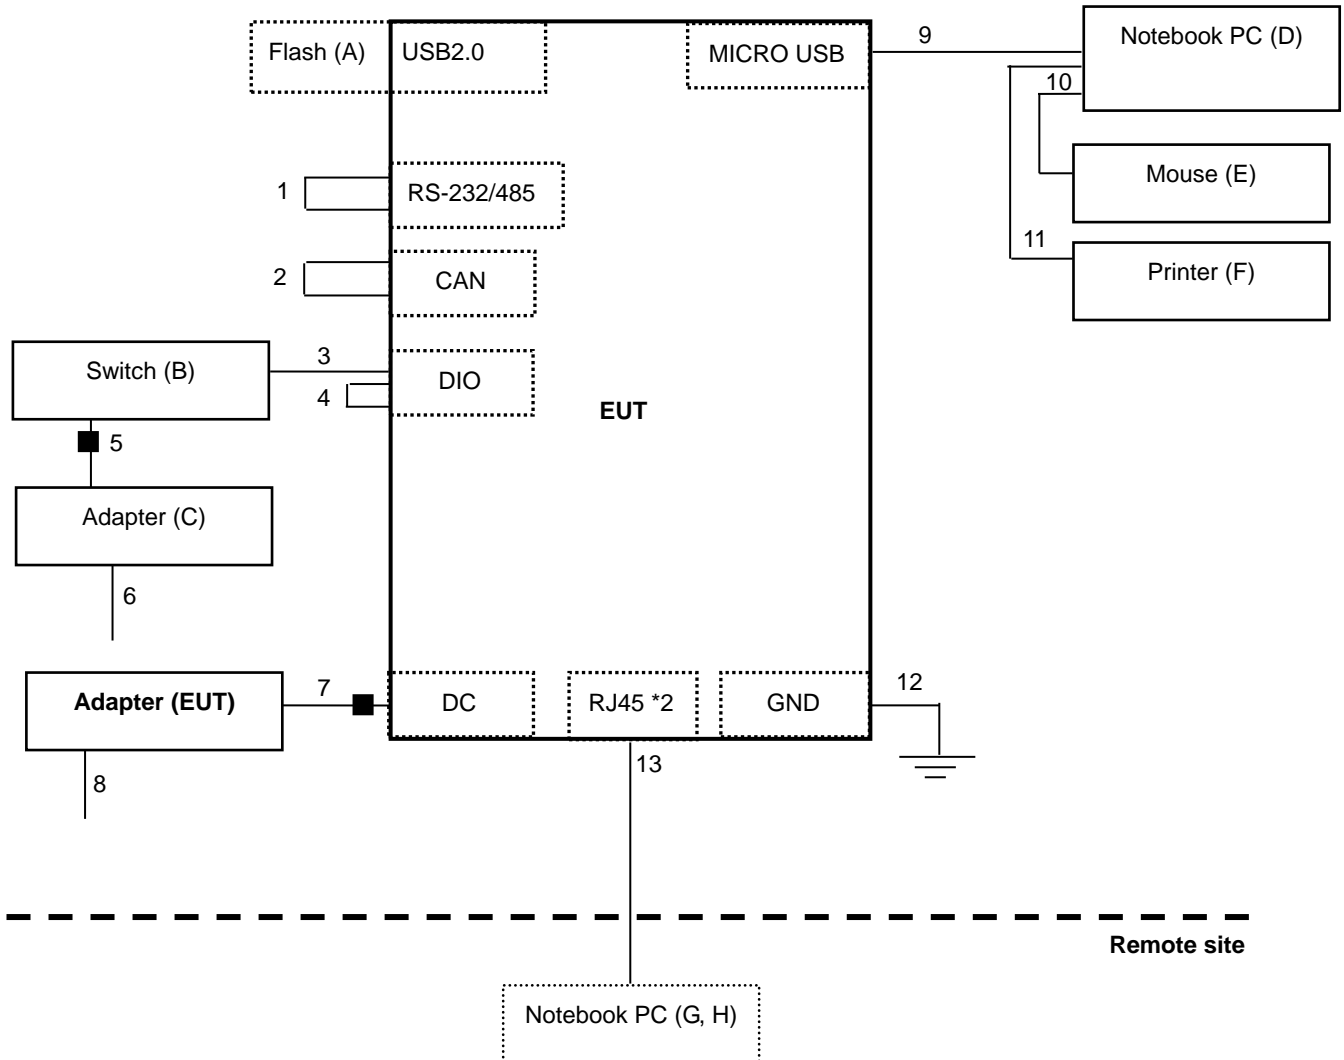 Flash (A)
USB2.0
MICRO USB
9
Notebook PC (D)
10
1
RS-232/485
Mouse (E)
11
2
CAN
Printer (F)
Switch (B)
3
4
DIO
EUT
5
Adapter (C)
6
Adapter (EUT)
7
DC
RJ45 *2
GND
12
8
13
Remote site
Notebook PC (G, H)